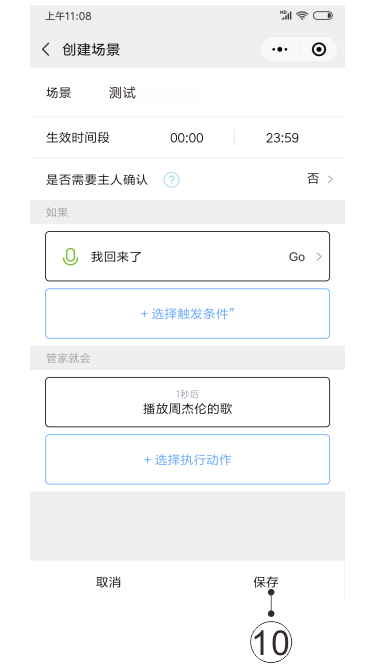 上午11:08
HD
创建场景
场景 测试
生效时间段 00:00 23:59
是否需要主人确认 ? 否
如果
我回来了 Go
+ 选择触发条件”
管家就会
1秒后
播放周杰伦的歌
+ 选择执行动作
取消 保存
10